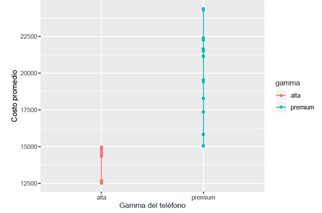 22500
20000
17500
15000
12500
Costo promedio
alta
premium
Gamma del teléfono
gamma
alta
premium